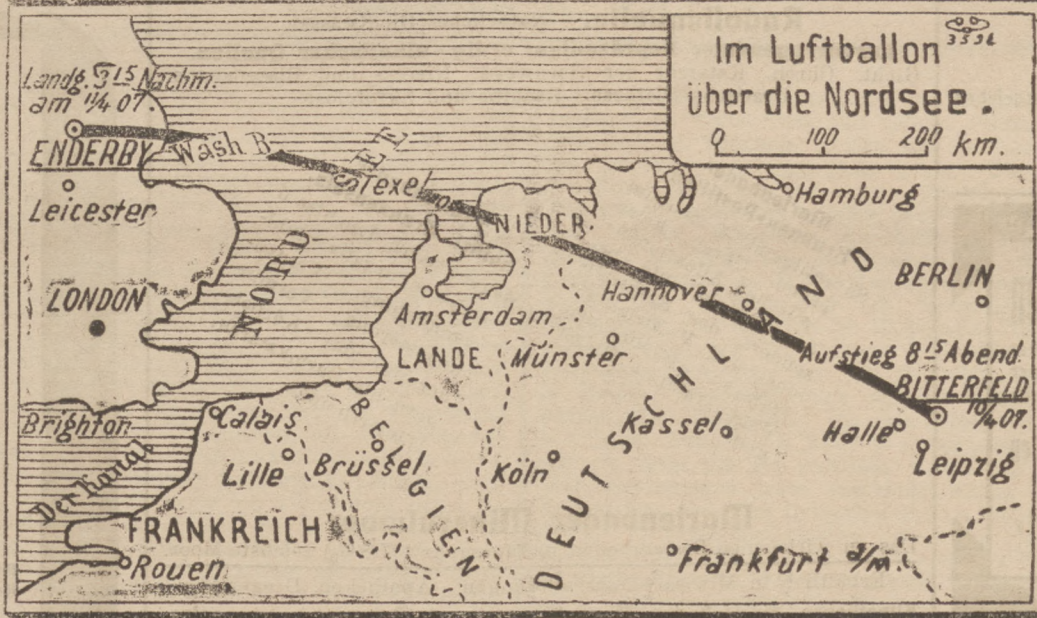 Im Luftballon
über die Nordsee.
0 100 200 km.
Landg. 3 15 Nachm.
am 11/4 07.
ENDERBY
Wash B.
NORD SEE
Texel
Leicester
LONDON
Brighton
Der Kanal
Calais
Lille
FRANKREICH
Rouen
Brüssel
BELGIEN
NIEDER
LANDE
Amsterdam
Münster
Köln
Hamburg
Hannover
DEUTSCHLAND
BERLIN
Aufstieg 8 15 Abend.
BITTERFELD
10/4 07.
Halle
Leipzig
Kassel
Frankfurt a/m.